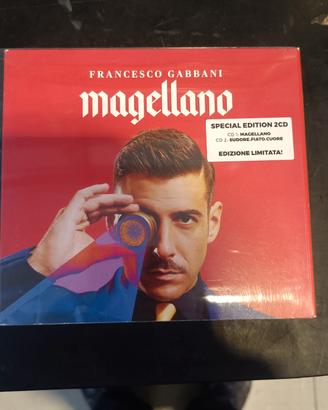 FRANCESCO GABBANI
magellano
SPECIAL EDITION 2CD
CD 1: MAGELLANO
CD 2: SUDORE.FIATO.CUORE
EDIZIONE LIMITATA!